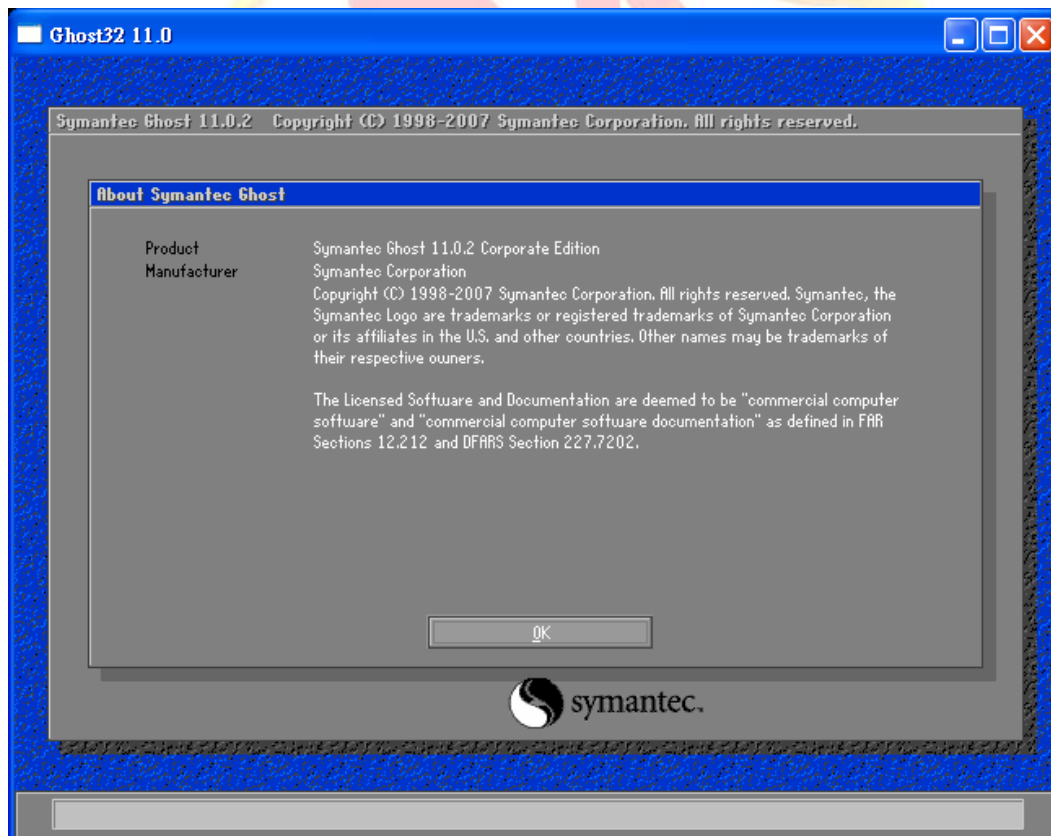 Ghost32 11.0
Symantec Ghost 11.0.2 Copyright (C) 1998-2007 Symantec Corporation. All rights reserved.
About Symantec Ghost
Product Symantec Ghost 11.0.2 Corporate Edition
Manufacturer Symantec Corporation
Copyright (C) 1998-2007 Symantec Corporation. All rights reserved. Symantec, the
Symantec Logo are trademarks or registered trademarks of Symantec Corporation
or its affiliates in the U.S. and other countries. Other names may be trademarks of
their respective owners.
The Licensed Software and Documentation are deemed to be "commercial computer
software" and "commercial computer software documentation" as defined in FAR
Sections 12.212 and DFARS Section 227.7202.
OK
symantec.